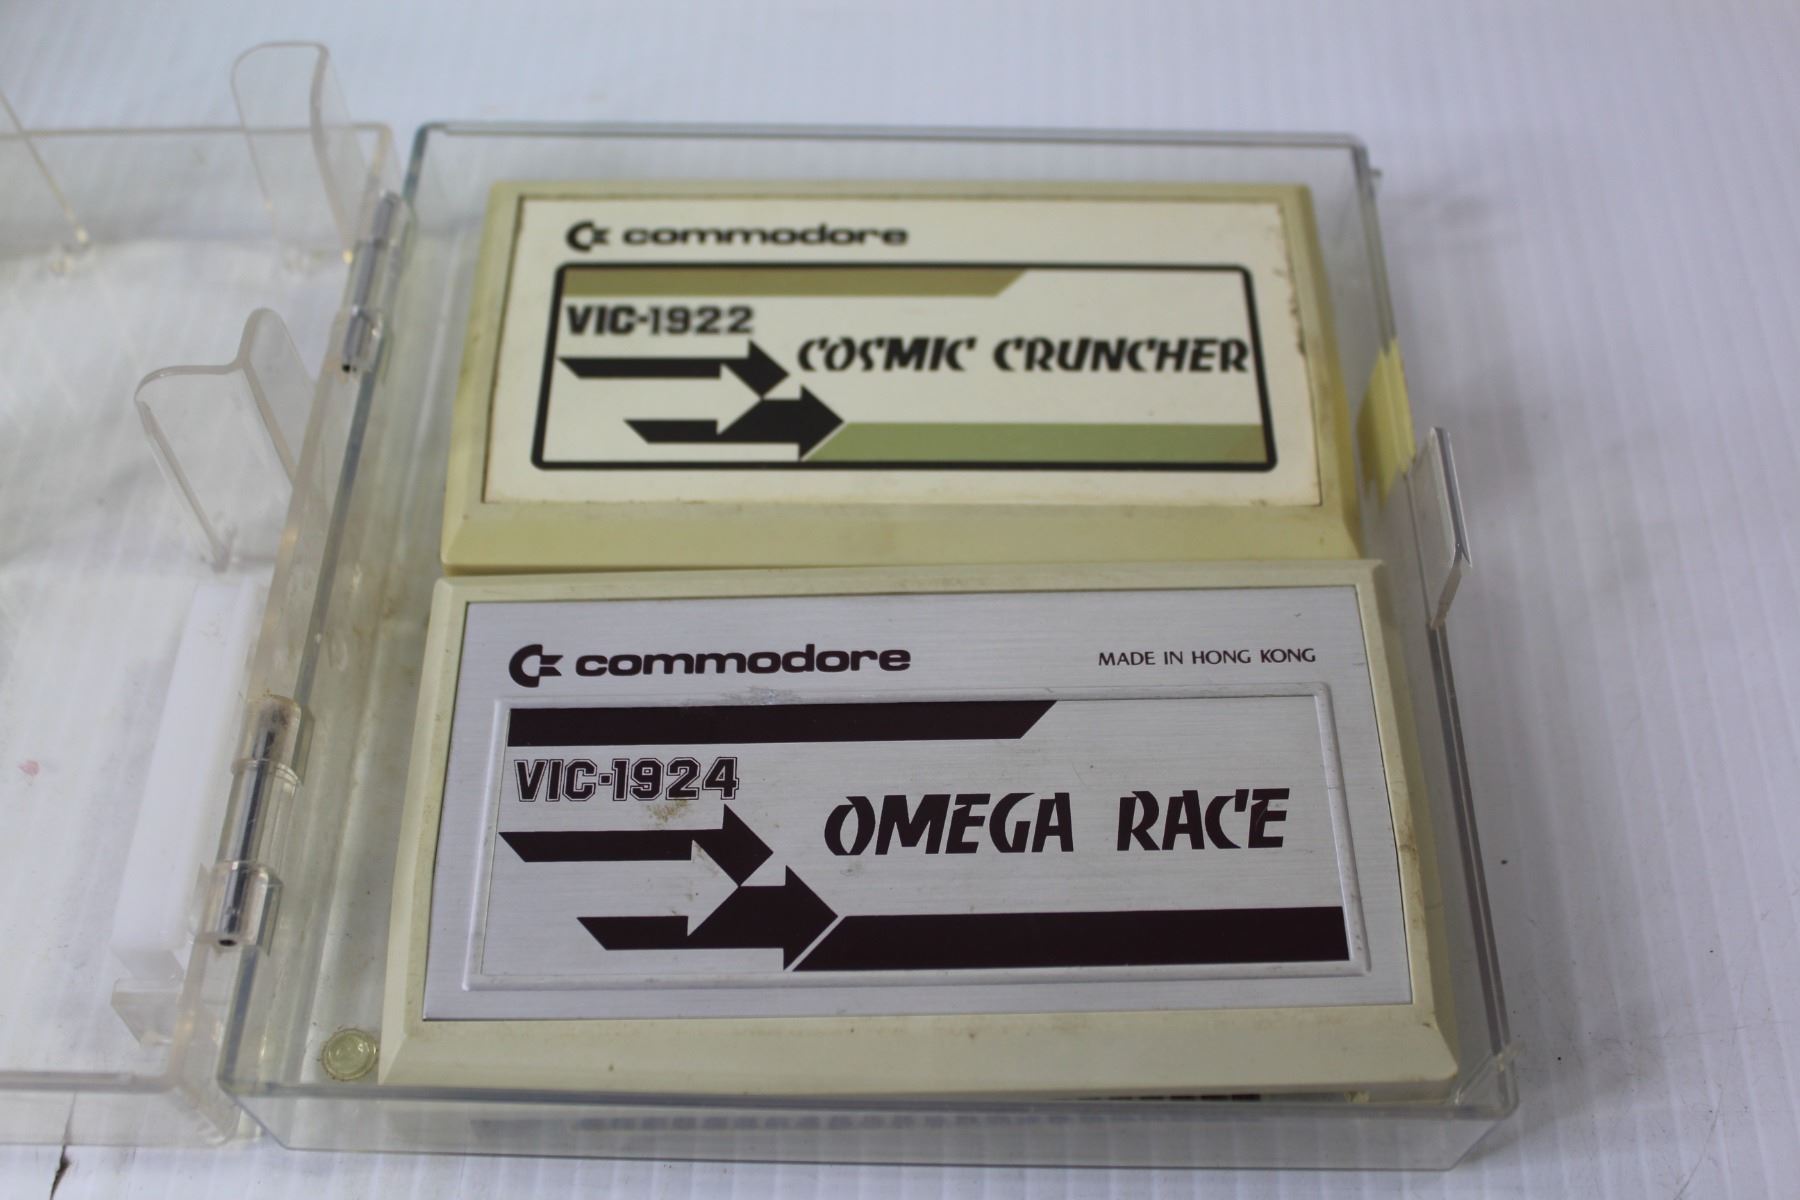 commodore
VIC-1922
COSMIC CRUNCHER
commodore MADE IN HONG KONG
VIC-1924
OMEGA RACE